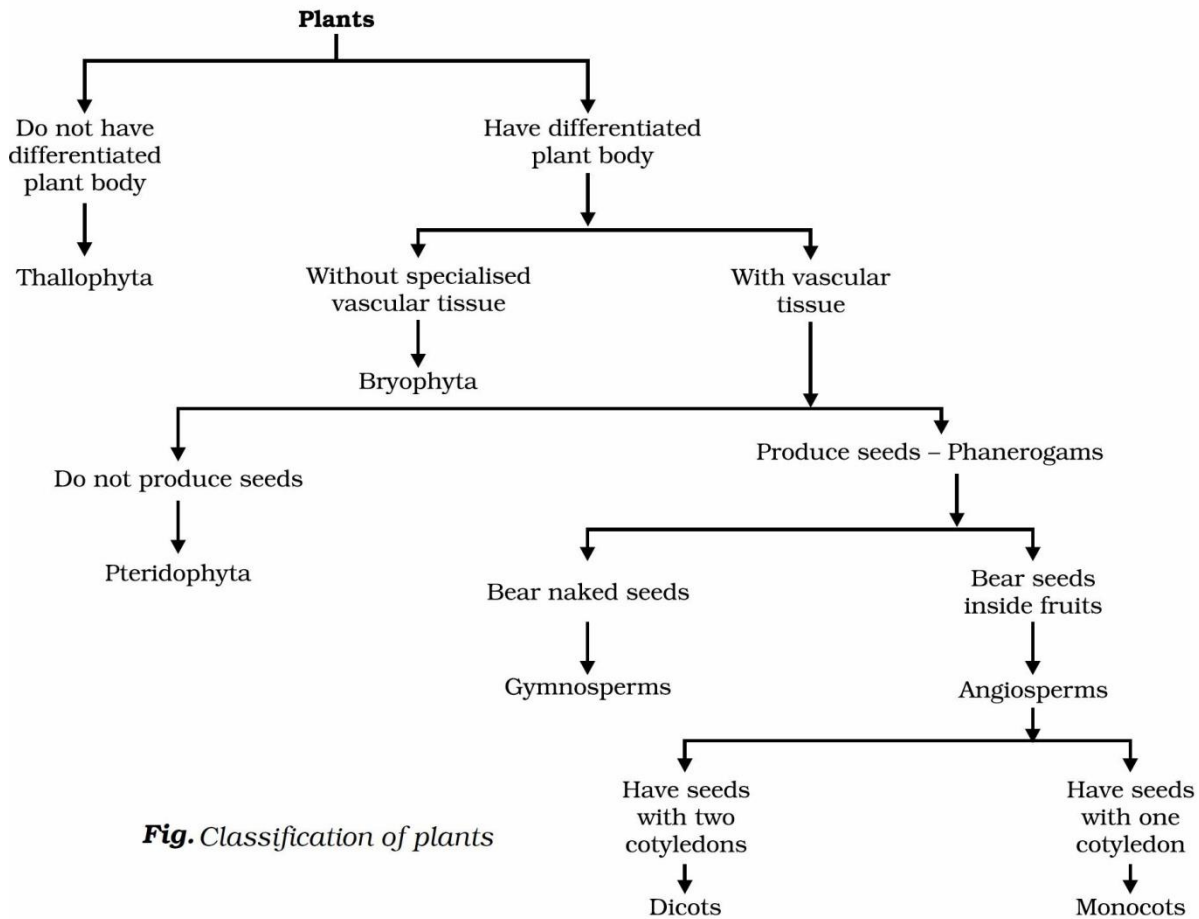 Plants
Do not have
differentiated
plant body
Have differentiated
plant body
Thallophyta
Without specialised
vascular tissue
With vascular
tissue
Bryophyta
Do not produce seeds
Produce seeds – Phanerogams
Pteridophyta
Bear naked seeds
Bear seeds
inside fruits
Gymnosperms
Angiosperms
Have seeds
with two
cotyledons
Have seeds
with one
cotyledon
Dicots
Monocots
Fig. Classification of plants